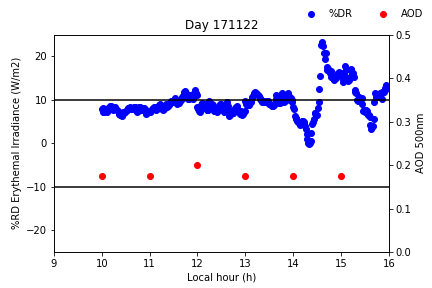 %DR AOD
Day 171122
%RD Erythermal Irradiance (W/m2)
20
10
0
−10
−20
0.5
0.4
0.3
0.2
0.1
0.0
AOD 500nm
9 10 11 12 13 14 15 16
Local hour (h)